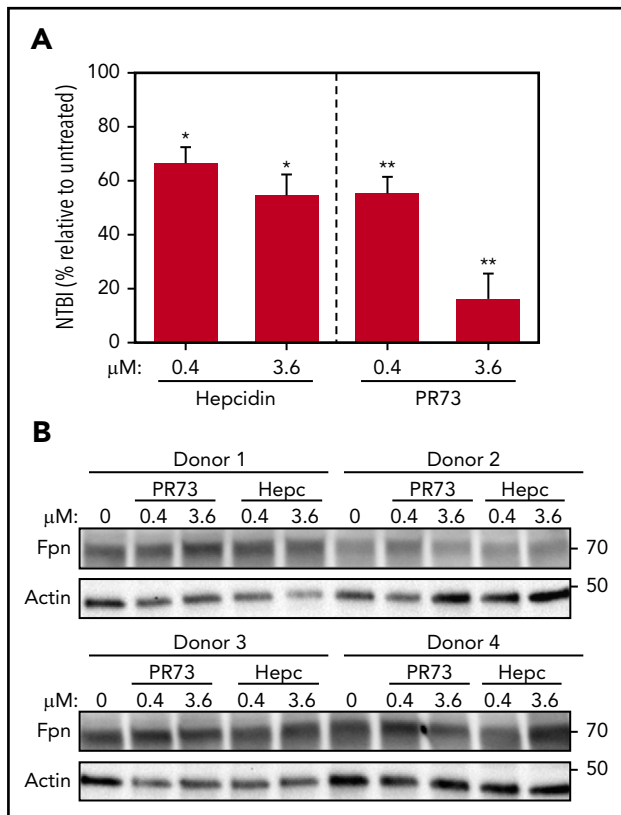 A
NTBI (% relative to untreated)
100
80
60
40
20
0
* * ** **
μM: 0.4 3.6 0.4 3.6
Hepcidin PR73
B
Donor 1 Donor 2
PR73 Hepc PR73 Hepc
μM: 0 0.4 3.6 0.4 3.6 0 0.4 3.6 0.4 3.6
Fpn - 70
Actin - 50
Donor 3 Donor 4
PR73 Hepc PR73 Hepc
μM: 0 0.4 3.6 0.4 3.6 0 0.4 3.6 0.4 3.6
Fpn - 70
Actin - 50